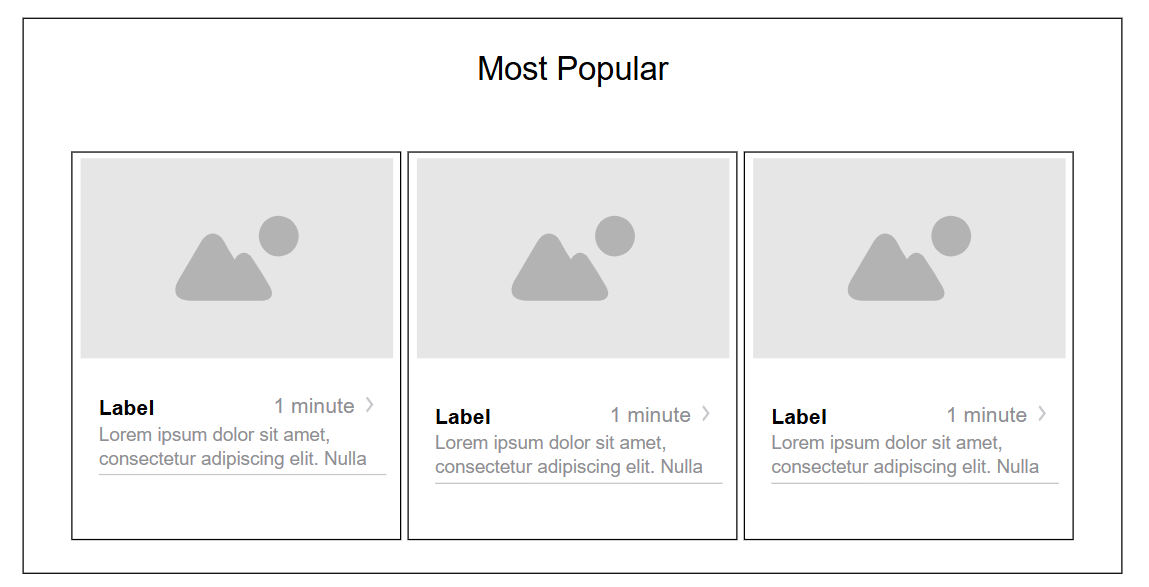 Most Popular
Label 1 minute
Lorem ipsum dolor sit amet,
consectetur adipiscing elit. Nulla
Label 1 minute
Lorem ipsum dolor sit amet,
consectetur adipiscing elit. Nulla
Label 1 minute
Lorem ipsum dolor sit amet,
consectetur adipiscing elit. Nulla